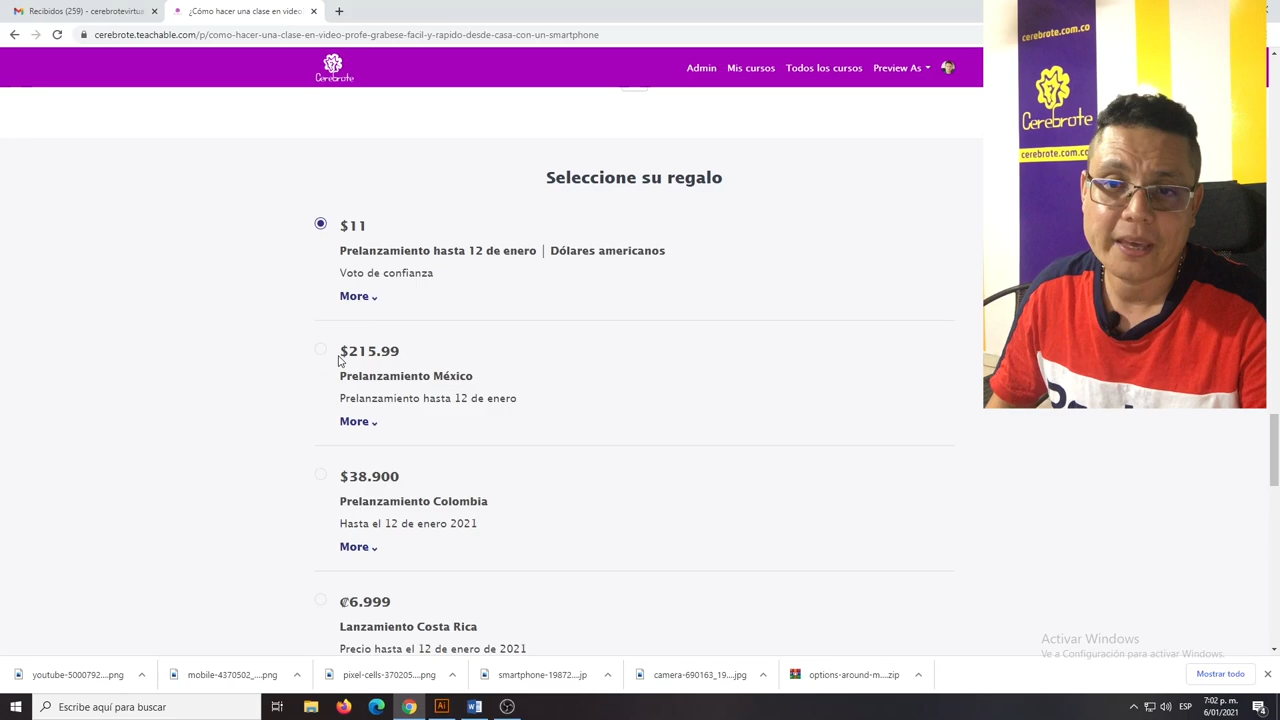 Recibidos (259) - cerebrotevirtua
¿Cómo hacer una clase en video
cerebrote.teachable.com/p/como-hacer-una-clase-en-video-profe-grabese-facil-y-rapido-desde-casa-con-un-smartphone
Cerebrote
Admin
Mis cursos
Todos los cursos
Preview As
cerebrote.com.co
Cerebrote
cerebrote.com.co
Seleccione su regalo
$11
Prelanzamiento hasta 12 de enero | Dólares americanos
Voto de confianza
More
$215.99
Prelanzamiento México
Prelanzamiento hasta 12 de enero
More
$38.900
Prelanzamiento Colombia
Hasta el 12 de enero 2021
More
₡6.999
Lanzamiento Costa Rica
Precio hasta el 12 de enero de 2021
Activar Windows
Ve a Configuración para activar Windows.
youtube-5000792....png
mobile-4370502_....png
pixel-cells-370205....png
smartphone-19872....jp
camera-690163_19....jpg
options-around-m....zip
Mostrar todo
Escribe aquí para buscar
ESP
7:02 p. m.
6/01/2021